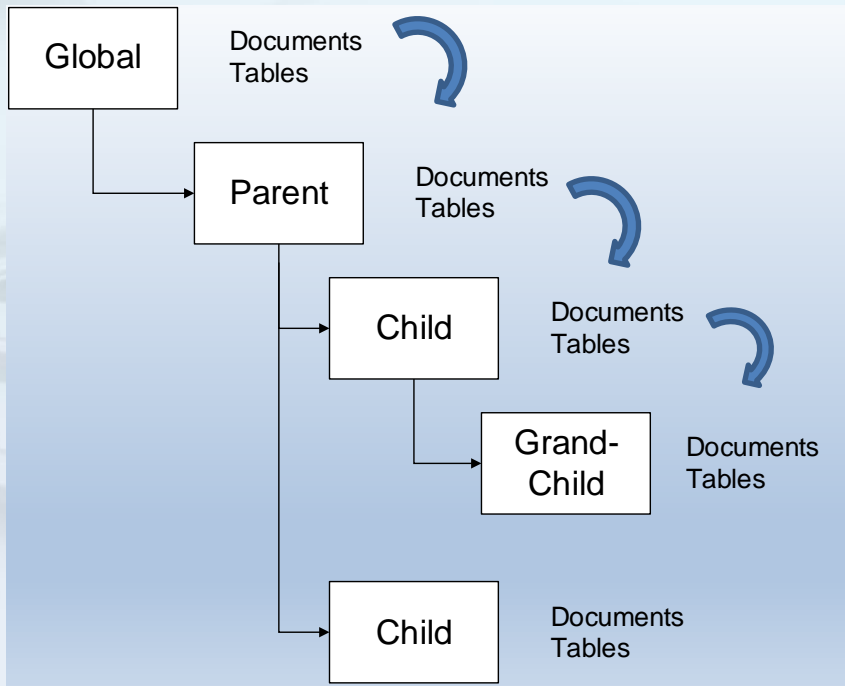 Global
Documents
Tables
Parent
Documents
Tables
Child
Documents
Tables
Grand-
Child
Documents
Tables
Child
Documents
Tables